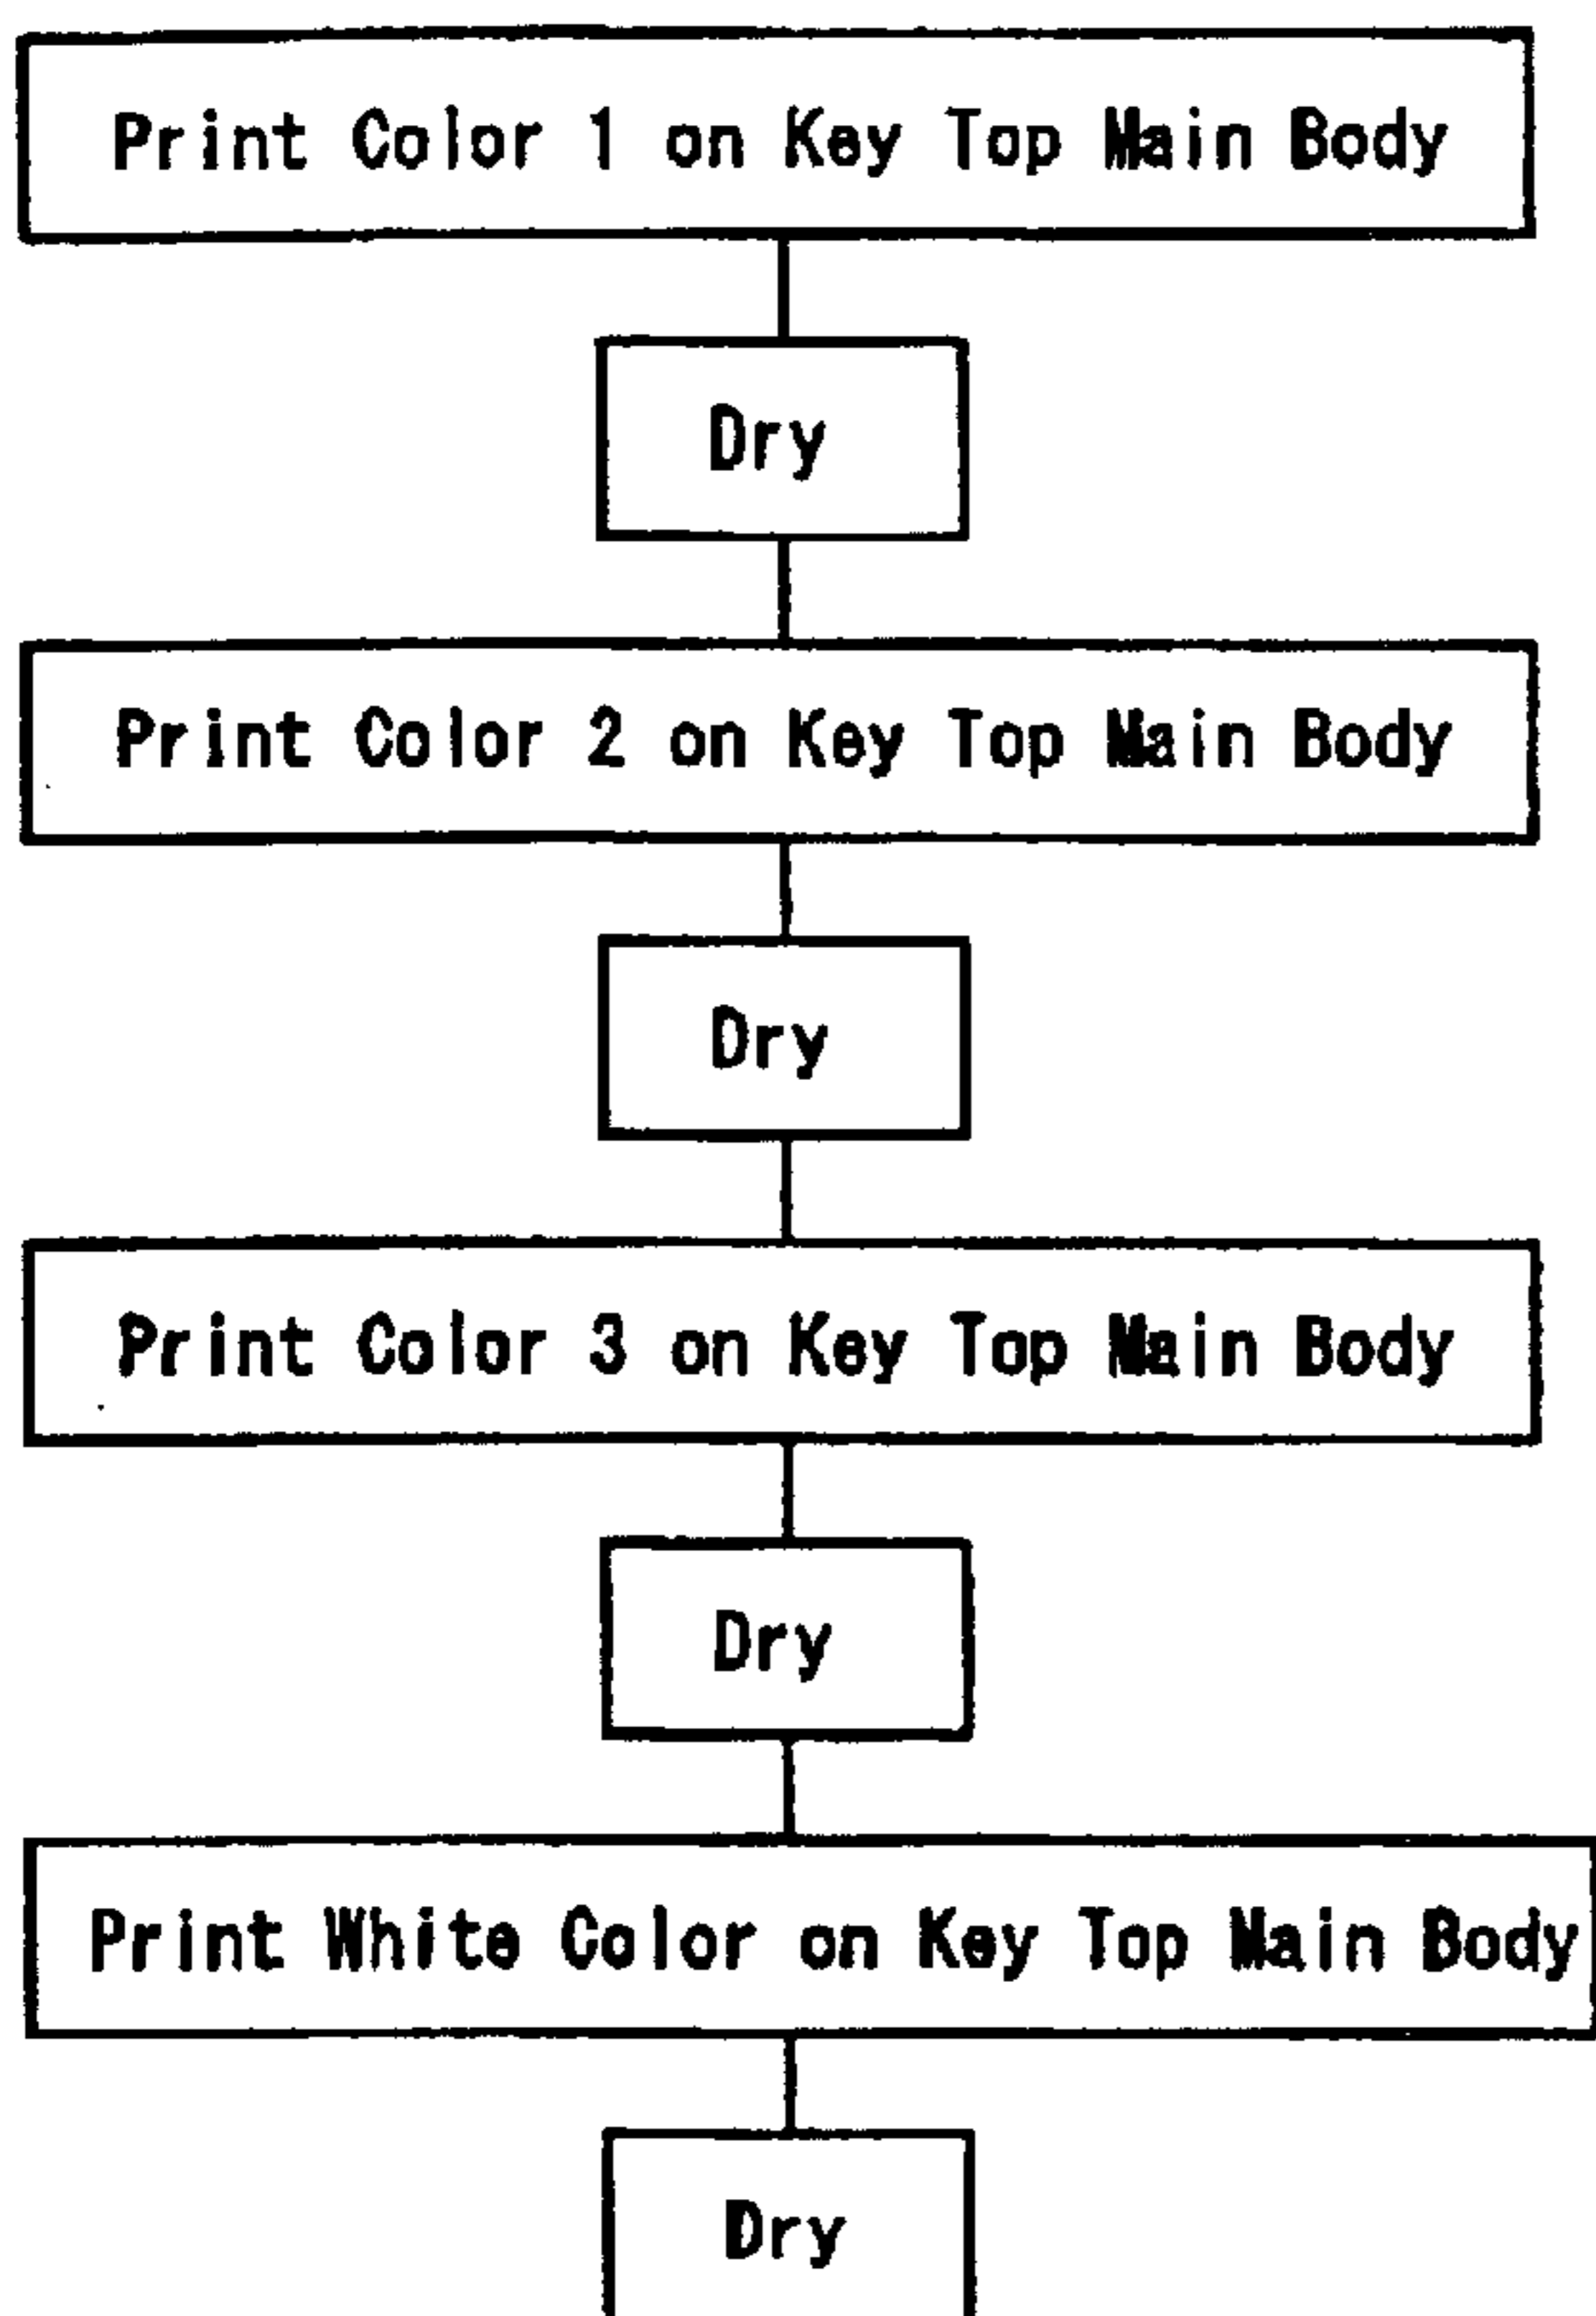 Print Color 1 on Key Top Main Body
Dry
Print Color 2 on Key Top Main Body
Dry
Print Color 3 on Key Top Main Body
Dry
Print White Color on Key Top Main Body
Dry